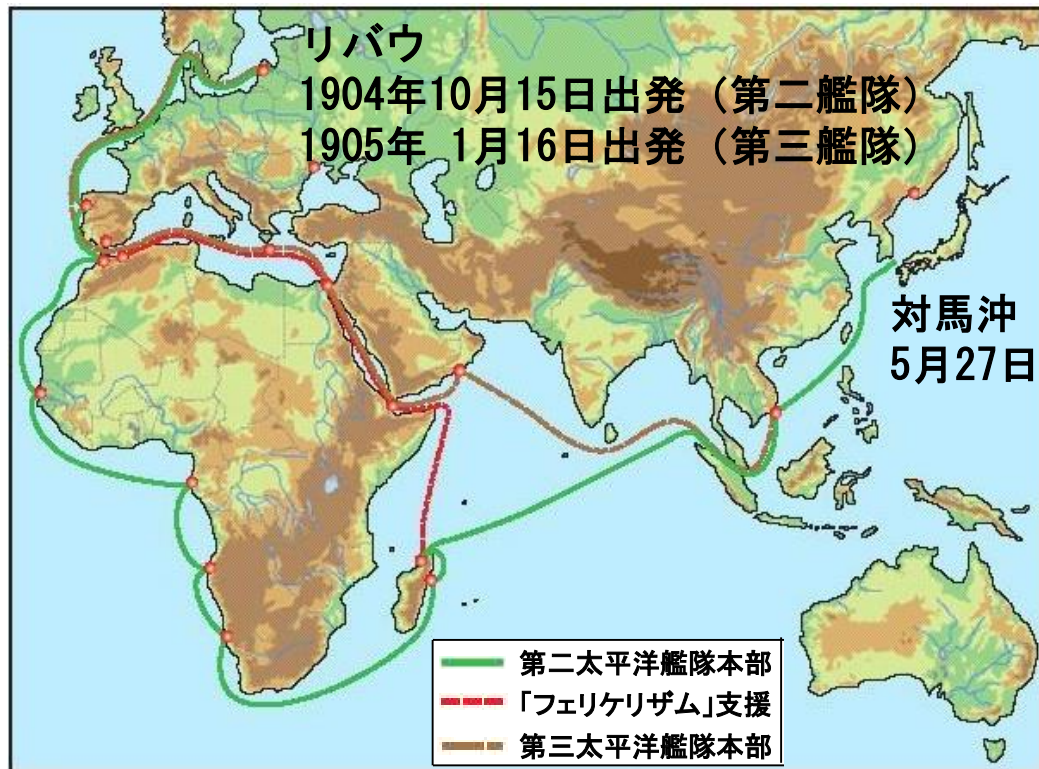 リバウ
1904年10月15日出発（第二艦隊）
1905年 1月16日出発（第三艦隊）
対馬沖
5月27日
第二太平洋艦隊本部
「フェリケリザム」支援
第三太平洋艦隊本部